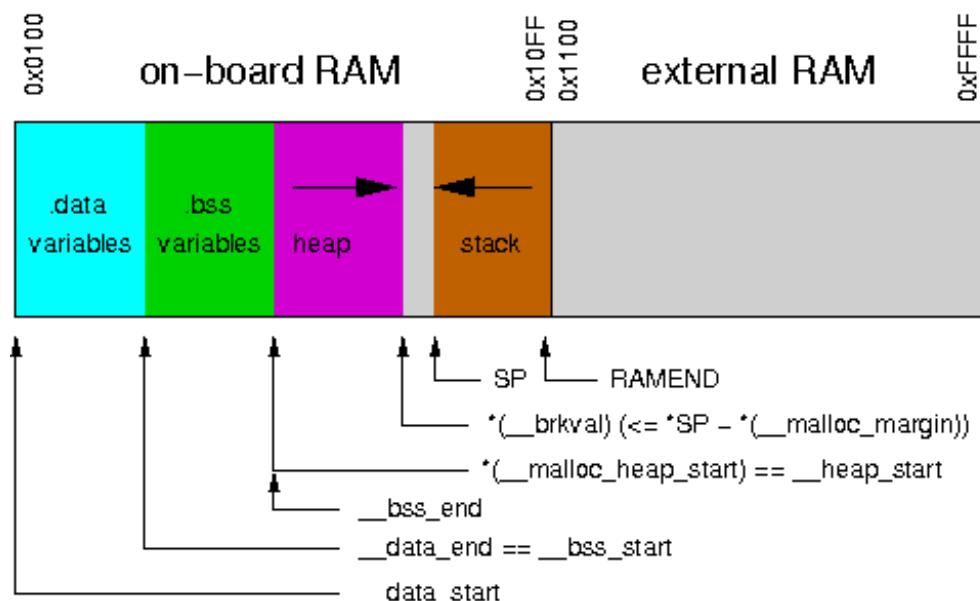 0x0100
on-board RAM
0x10FF
0x1100
external RAM
0xFFFF
.data
variables
.bss
variables
heap
stack
SP
RAMEND
*(__brkval) (<= *SP - *(__malloc_margin))
*(__malloc_heap_start) == __heap_start
__bss_end
__data_end == __bss_start
data_start